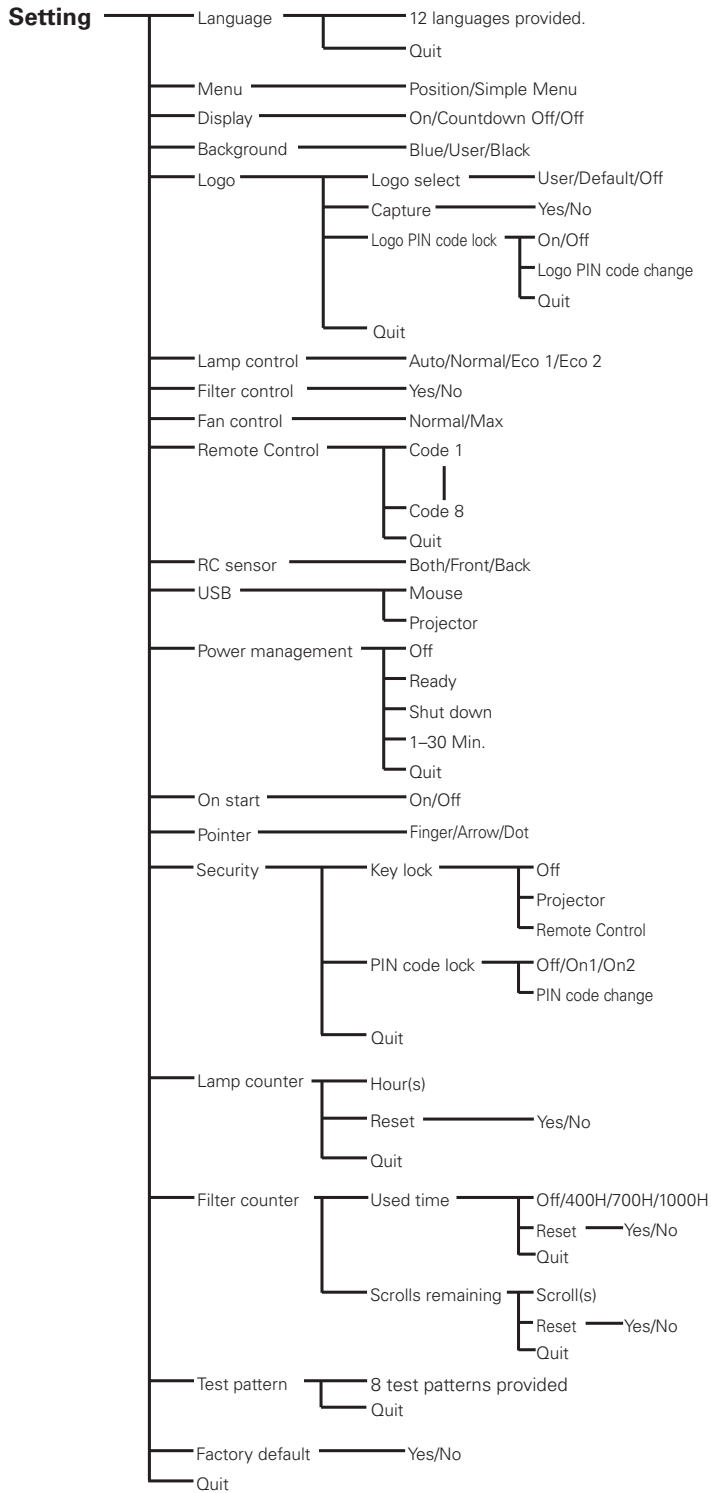 Setting Language 12 languages provided.
Quit
Menu Position/Simple Menu
Display On/Countdown Off/Off
Background Blue/User/Black
Logo Logo select User/Default/Off
Capture Yes/No
Logo PIN code lock On/Off
Logo PIN code change
Quit
Quit
Lamp control Auto/Normal/Eco 1/Eco 2
Filter control Yes/No
Fan control Normal/Max
Remote Control Code 1
Code 8
Quit
RC sensor Both/Front/Back
USB Mouse
Projector
Power management Off
Ready
Shut down
1–30 Min.
Quit
On start On/Off
Pointer Finger/Arrow/Dot
Security Key lock Off
Projector
Remote Control
PIN code lock Off/On1/On2
PIN code change
Quit
Lamp counter Hour(s)
Reset Yes/No
Quit
Filter counter Used time Off/400H/700H/1000H
Reset Yes/No
Quit
Scrolls remaining Scroll(s)
Reset Yes/No
Quit
Test pattern 8 test patterns provided
Quit
Factory default Yes/No
Quit